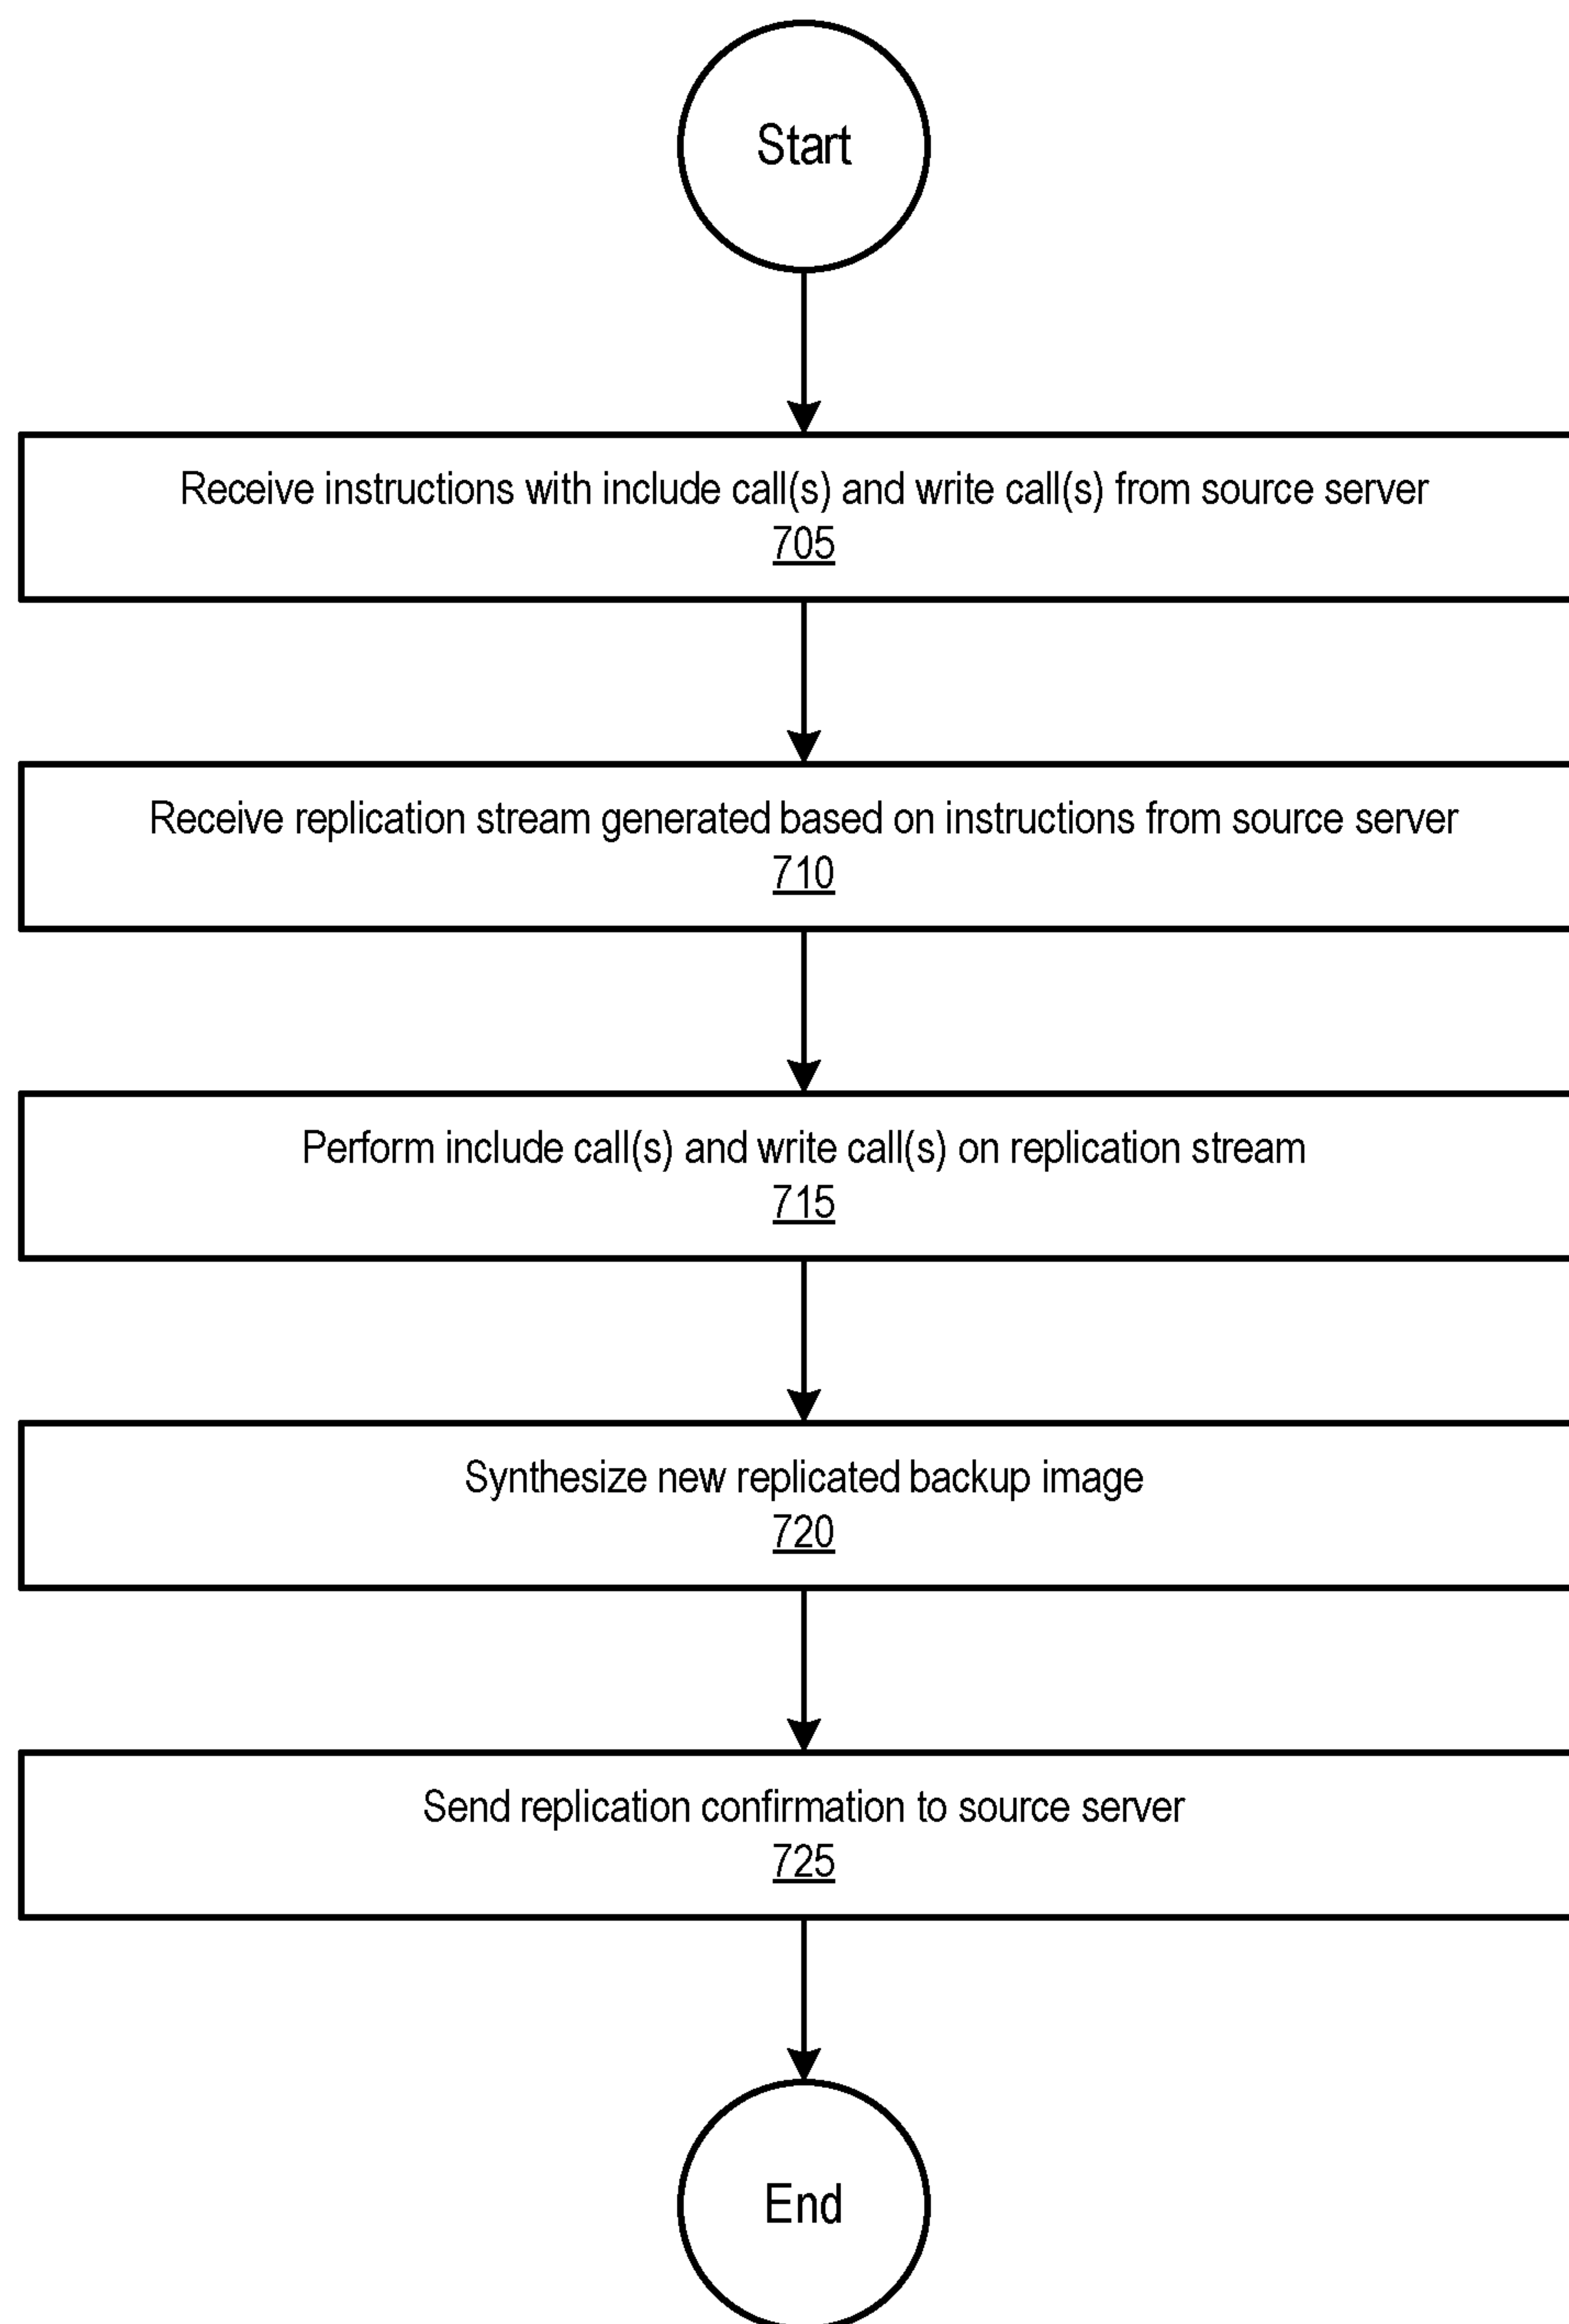 Start
Receive instructions with include call(s) and write call(s) from source server
705
Receive replication stream generated based on instructions from source server
710
Perform include call(s) and write call(s) on replication stream
715
Synthesize new replicated backup image
720
Send replication confirmation to source server
725
End